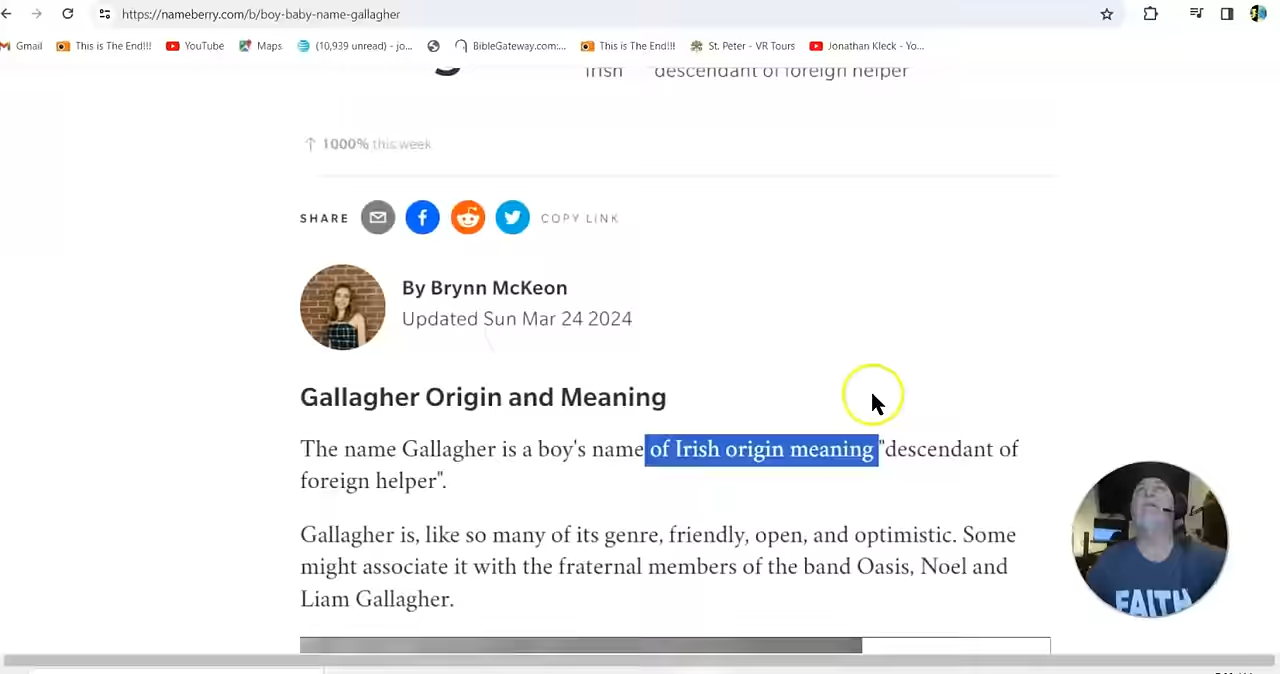 https://nameberry.com/b/boy-baby-name-gallagher
Gmail This is The End!!! YouTube Maps (10,939 unread) - jo... BibleGateway.com:... This is The End!!! St. Peter - VR Tours Jonathan Kleck - Yo...
Irish "descendant of foreign helper"
↑ 1000% this week
SHARE COPY LINK
By Brynn McKeon
Updated Sun Mar 24 2024
Gallagher Origin and Meaning
The name Gallagher is a boy's name of Irish origin meaning "descendant of
foreign helper".
Gallagher is, like so many of its genre, friendly, open, and optimistic. Some
might associate it with the fraternal members of the band Oasis, Noel and
Liam Gallagher.
FAITH